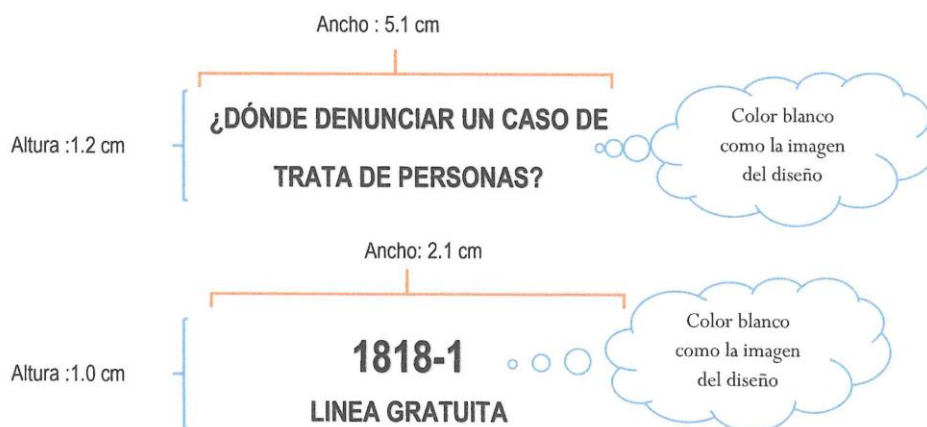 Ancho : 5.1 cm
Altura :1.2 cm
¿DÓNDE DENUNCIAR UN CASO DE
TRATA DE PERSONAS?
Color blanco
como la imagen
del diseño
Ancho: 2.1 cm
Altura :1.0 cm
1818-1
LINEA GRATUITA
Color blanco
como la imagen
del diseño